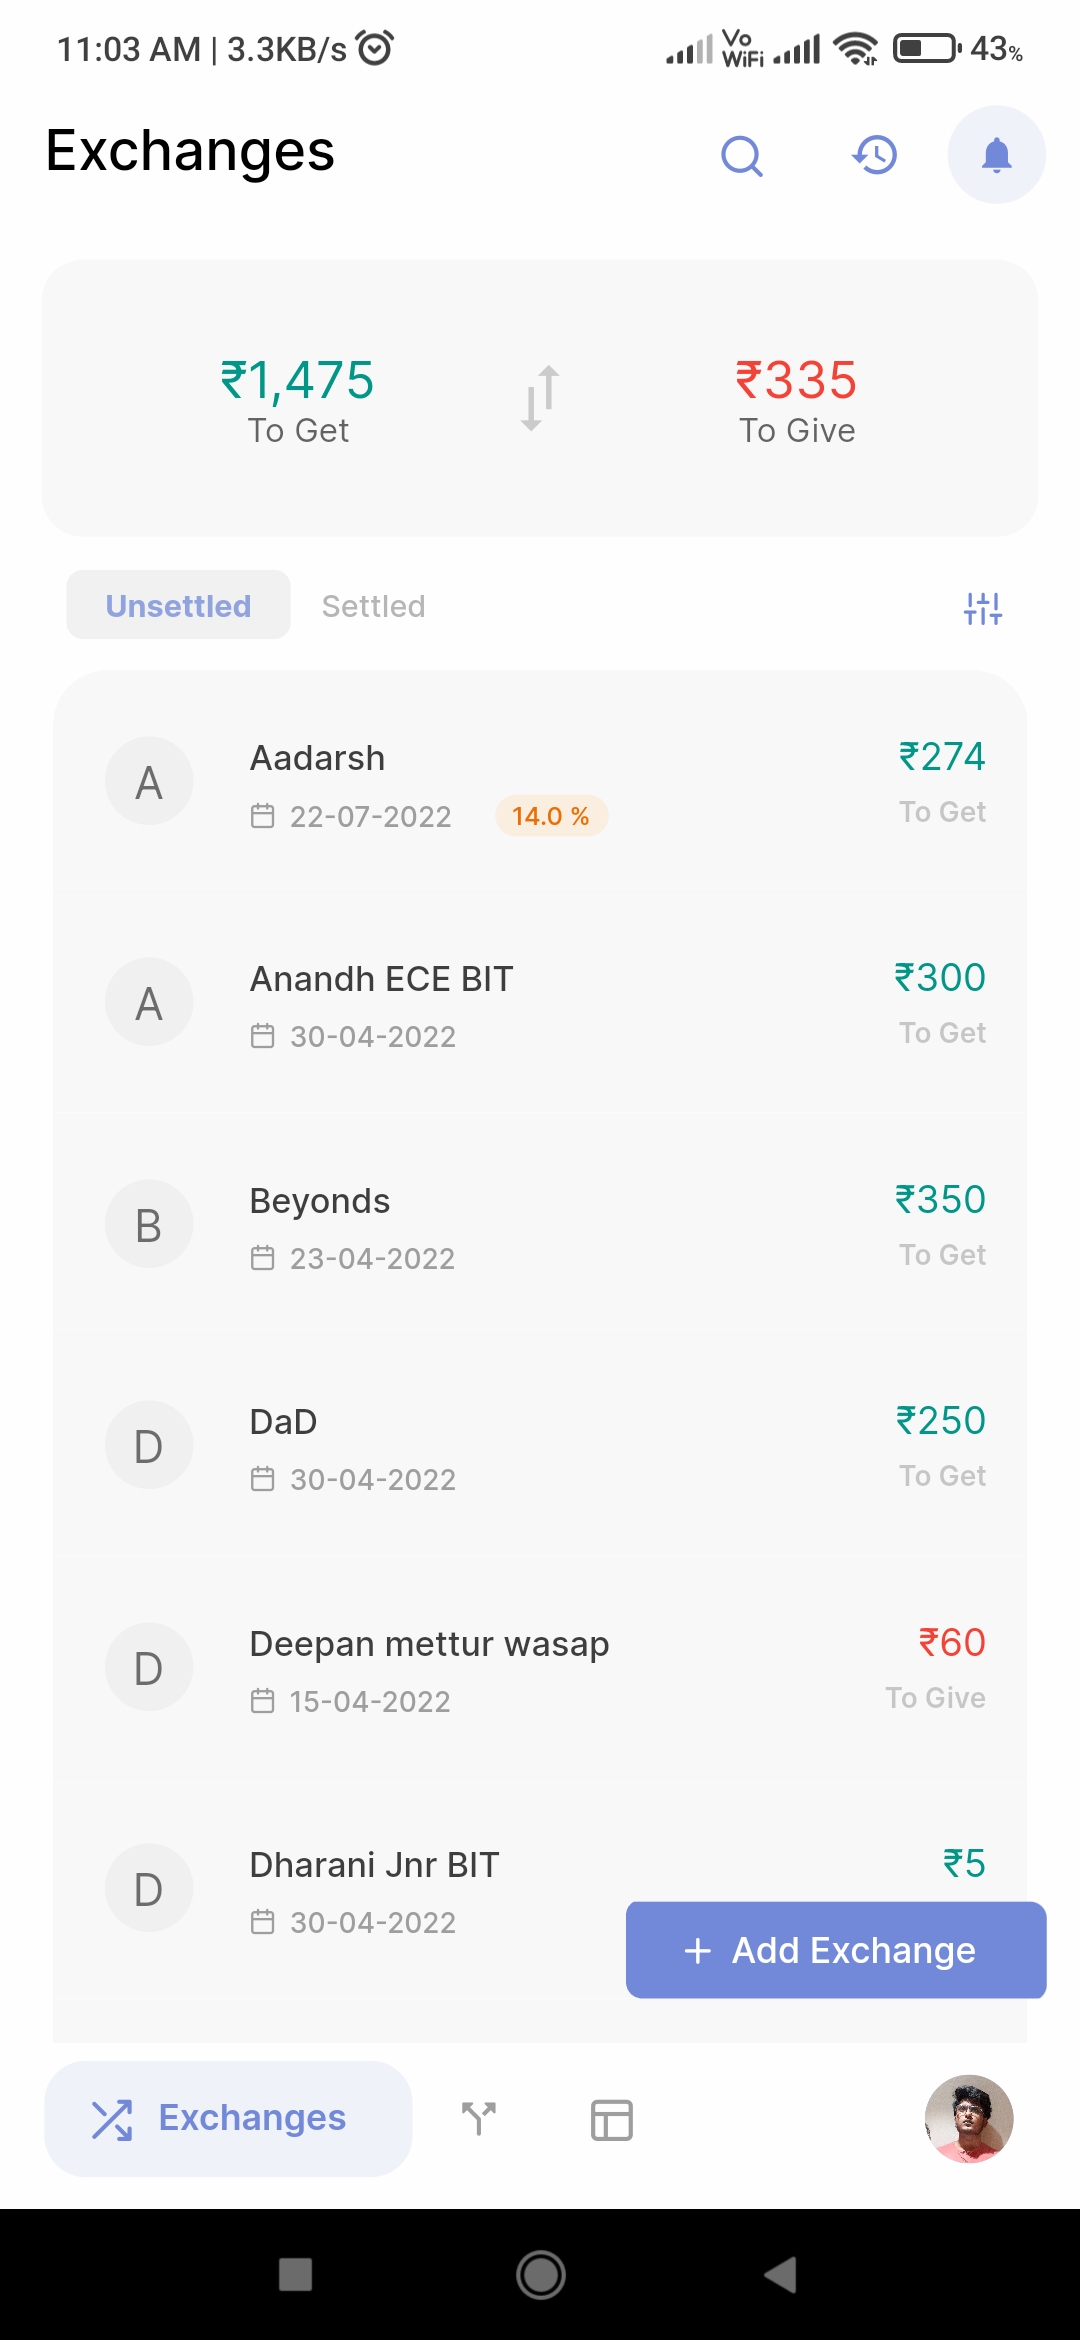 11:03 AM | 3.3KB/s Vo WiFi 43%
Exchanges
₹1,475 ₹335
To Get To Give
Unsettled Settled
A Aadarsh ₹274
22-07-2022 14.0 % To Get
A Anandh ECE BIT ₹300
30-04-2022 To Get
B Beyonds ₹350
23-04-2022 To Get
D DaD ₹250
30-04-2022 To Get
D Deepan mettur wasap ₹60
15-04-2022 To Give
D Dharani Jnr BIT ₹5
30-04-2022
+ Add Exchange
Exchanges